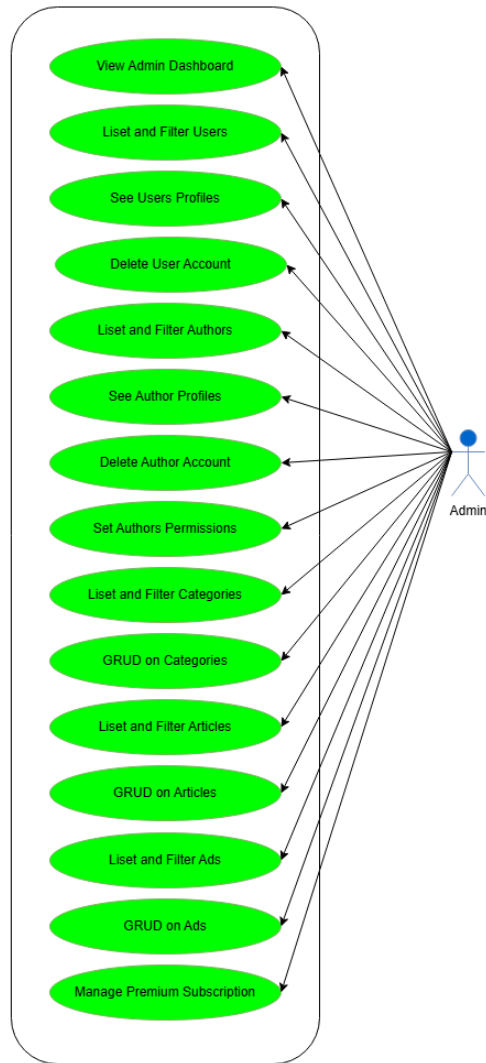 View Admin Dashboard
Liset and Filter Users
See Users Profiles
Delete User Account
Liset and Filter Authors
See Author Profiles
Delete Author Account
Set Authors Permissions
Liset and Filter Categories
GRUD on Categories
Liset and Filter Articles
GRUD on Articles
Liset and Filter Ads
GRUD on Ads
Manage Premium Subscription
Admin